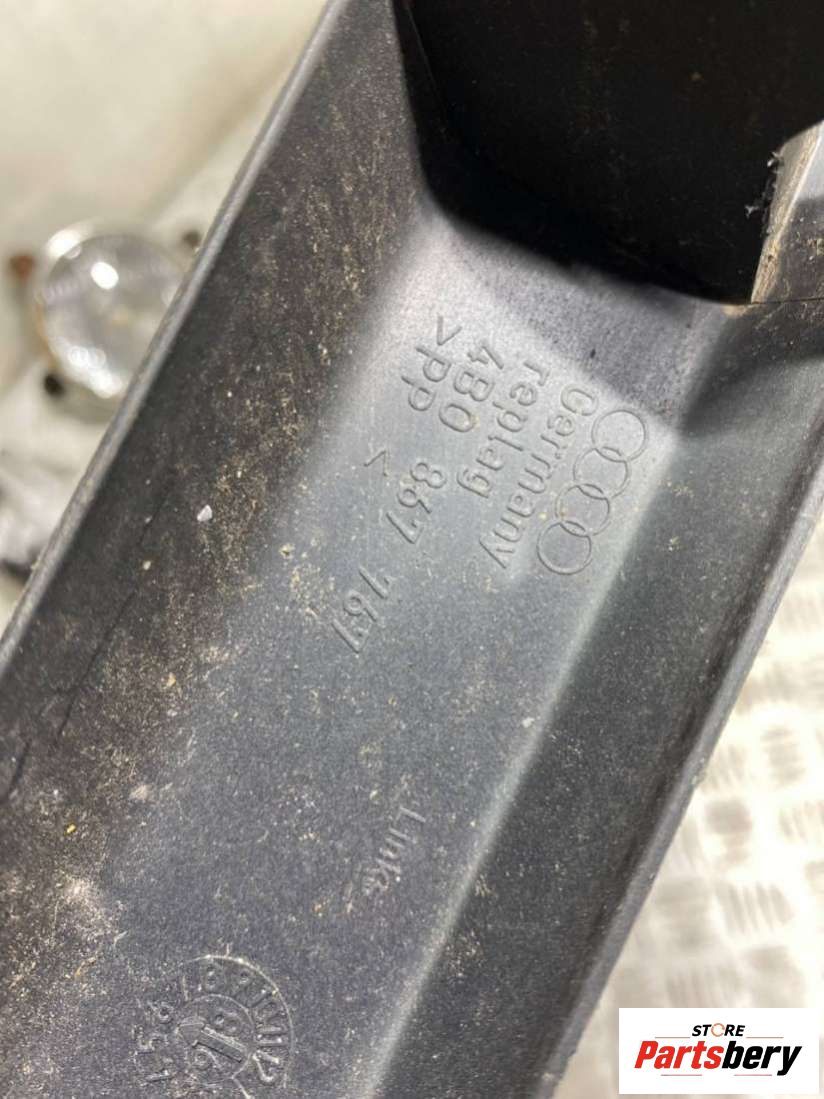 Germany
replag
4B0 867 767
>PP<
Links
STORE
Partsbery